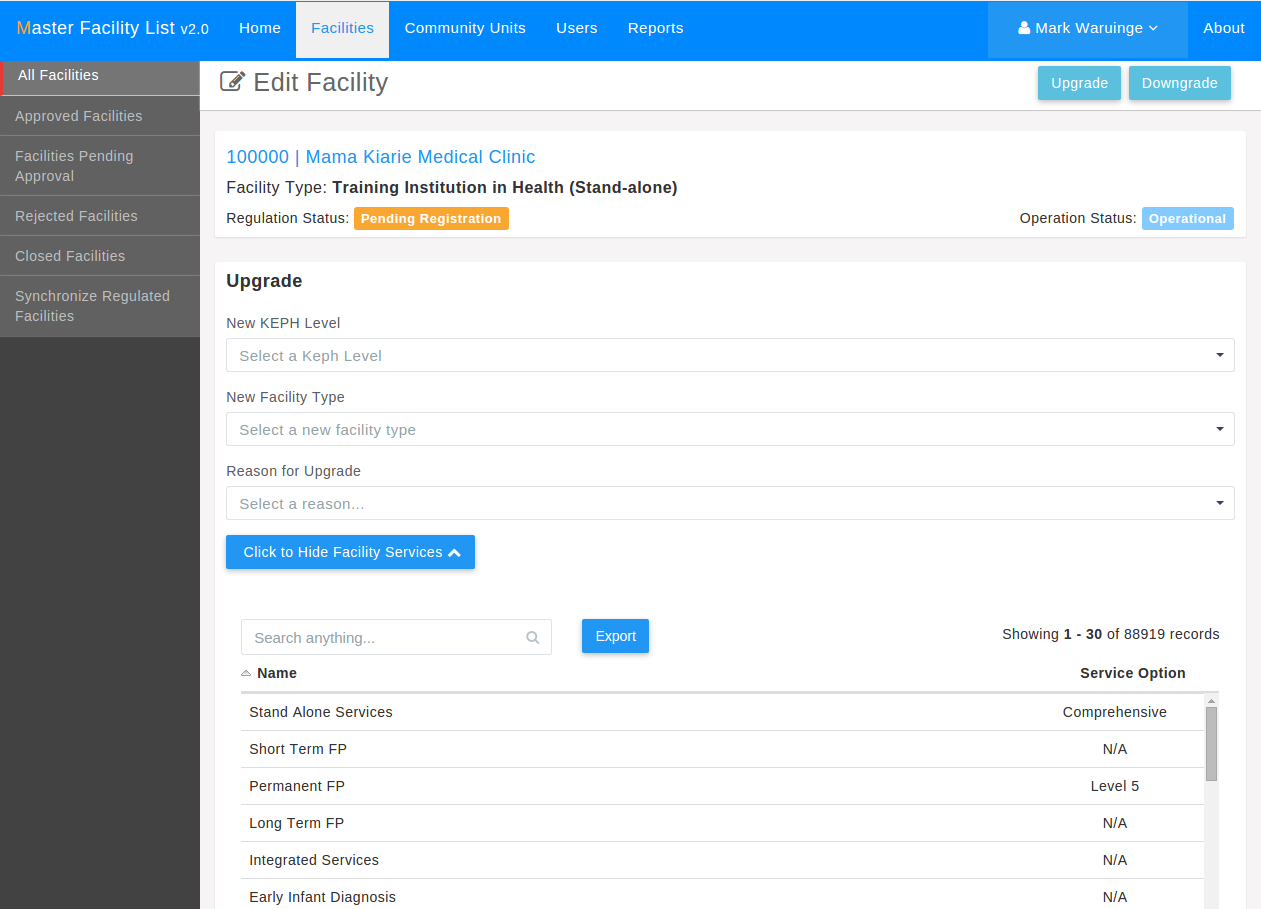 Master Facility List v2.0 Home Facilities Community Units Users Reports Mark Waruinge About
All Facilities
Approved Facilities
Facilities Pending
Approval
Rejected Facilities
Closed Facilities
Synchronize Regulated
Facilities
Edit Facility Upgrade Downgrade
100000 | Mama Kiarie Medical Clinic
Facility Type: Training Institution in Health (Stand-alone)
Regulation Status: Pending Registration Operation Status: Operational
Upgrade
New KEPH Level
Select a Keph Level
New Facility Type
Select a new facility type
Reason for Upgrade
Select a reason...
Click to Hide Facility Services
Search anything... Export Showing 1 - 30 of 88919 records
Name Service Option
Stand Alone Services Comprehensive
Short Term FP N/A
Permanent FP Level 5
Long Term FP N/A
Integrated Services N/A
Early Infant Diagnosis N/A